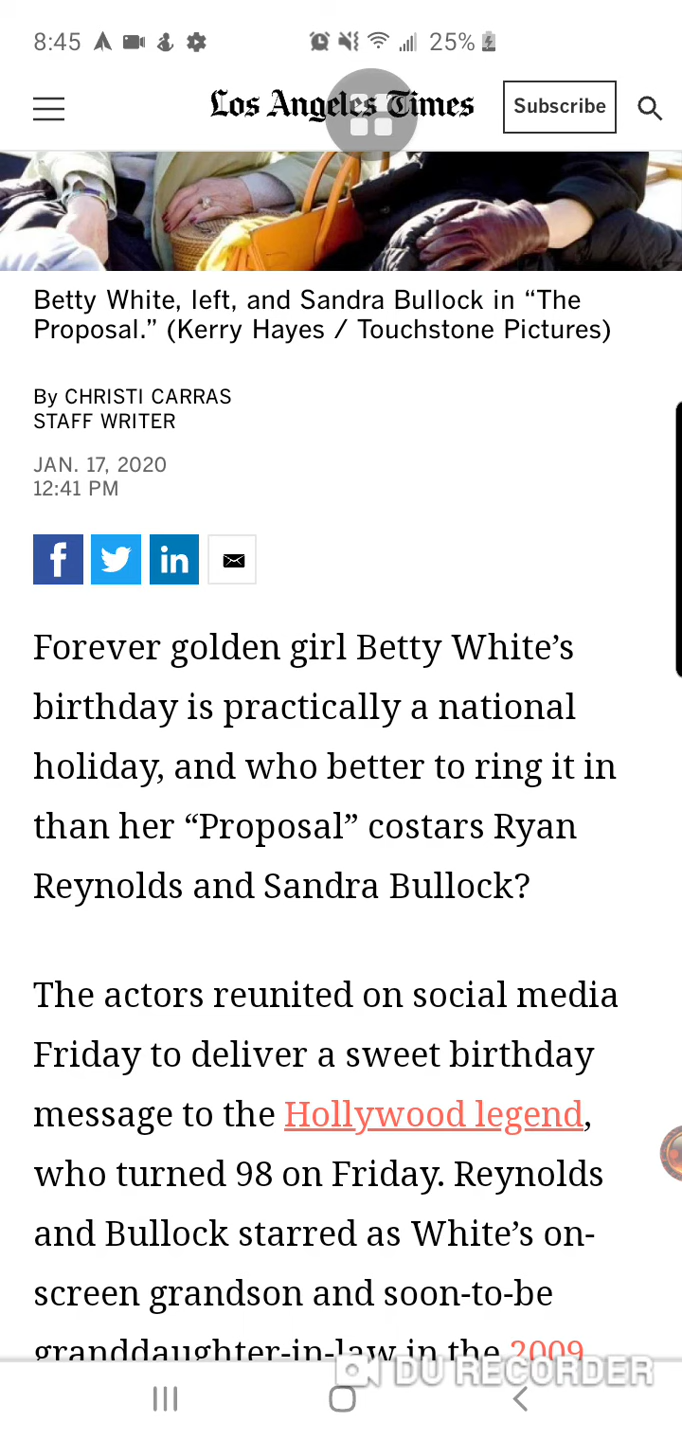 8:45 25%
Los Angeles Times Subscribe
Betty White, left, and Sandra Bullock in “The
Proposal.” (Kerry Hayes / Touchstone Pictures)
By CHRISTI CARRAS
STAFF WRITER
JAN. 17, 2020
12:41 PM
Forever golden girl Betty White’s
birthday is practically a national
holiday, and who better to ring it in
than her “Proposal” costars Ryan
Reynolds and Sandra Bullock?
The actors reunited on social media
Friday to deliver a sweet birthday
message to the Hollywood legend,
who turned 98 on Friday. Reynolds
and Bullock starred as White’s on-
screen grandson and soon-to-be
granddaughter-in-law in the 2009
DU RECORDER